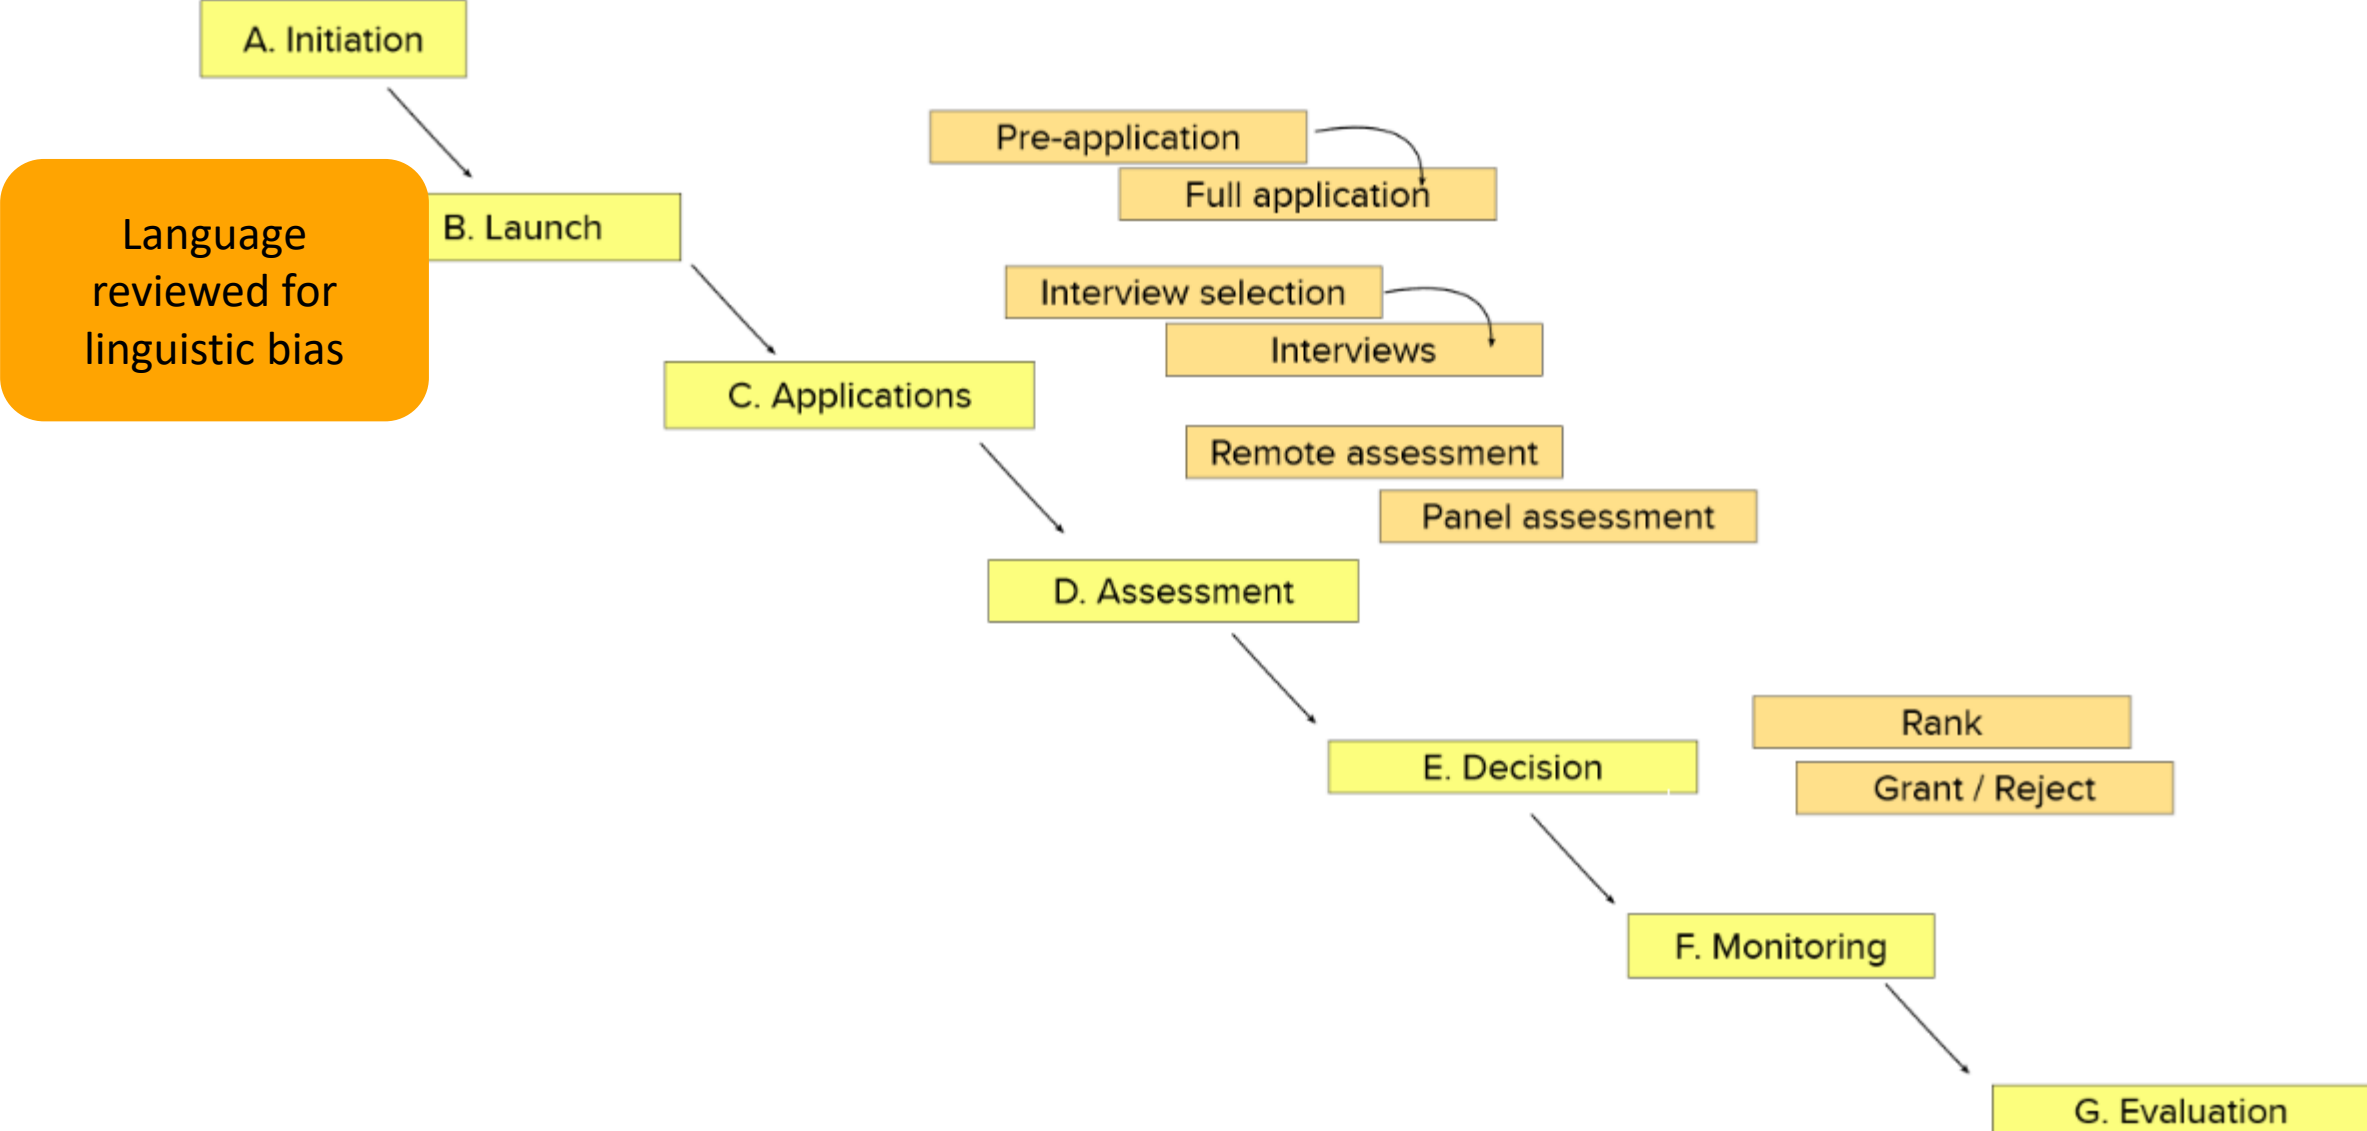 A. Initiation
Pre-application
Full application
Language
reviewed for
linguistic bias
B. Launch
Interview selection
Interviews
C. Applications
Remote assessment
Panel assessment
D. Assessment
Rank
E. Decision
Grant / Reject
F. Monitoring
G. Evaluation